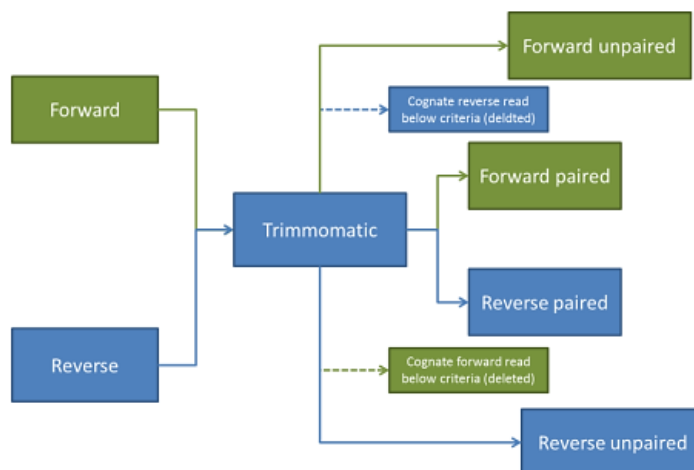 Forward unpaired
Forward
Cognate reverse read
below criteria (deldted)
Forward paired
Trimmomatic
Reverse paired
Reverse
Cognate forward read
below criteria (deleted)
Reverse unpaired